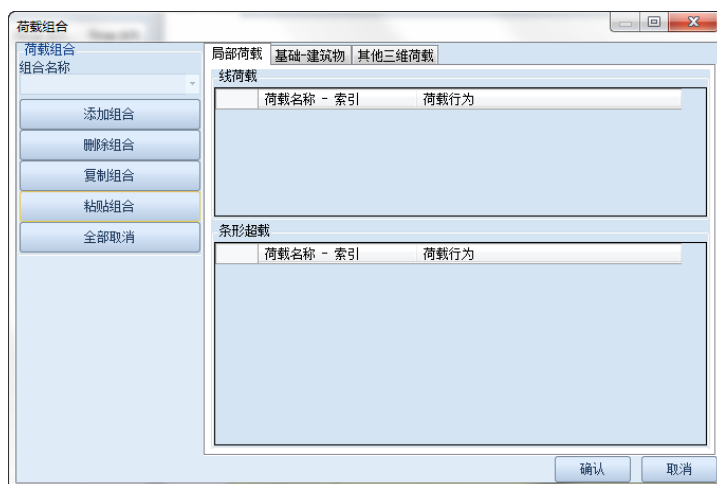 荷载组合
荷载组合
组合名称
添加组合
删除组合
复制组合
粘贴组合
全部取消
局部荷载 基础-建筑物 其他三维荷载
线荷载
荷载名称 - 索引 荷载行为
条形超载
荷载名称 - 索引 荷载行为
确认 取消